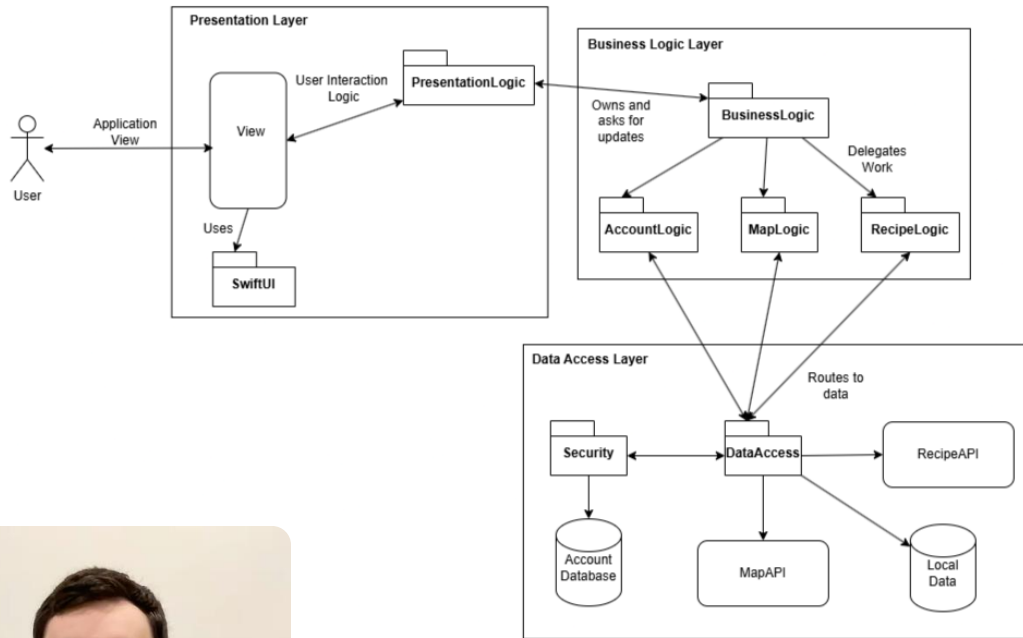 Presentation Layer
User Interaction
Logic
PresentationLogic
View
Application
View
User
Uses
SwiftUI
Business Logic Layer
Owns and
asks for
updates
BusinessLogic
Delegates
Work
AccountLogic
MapLogic
RecipeLogic
Data Access Layer
Routes to
data
Security
DataAccess
RecipeAPI
Account
Database
MapAPI
Local
Data